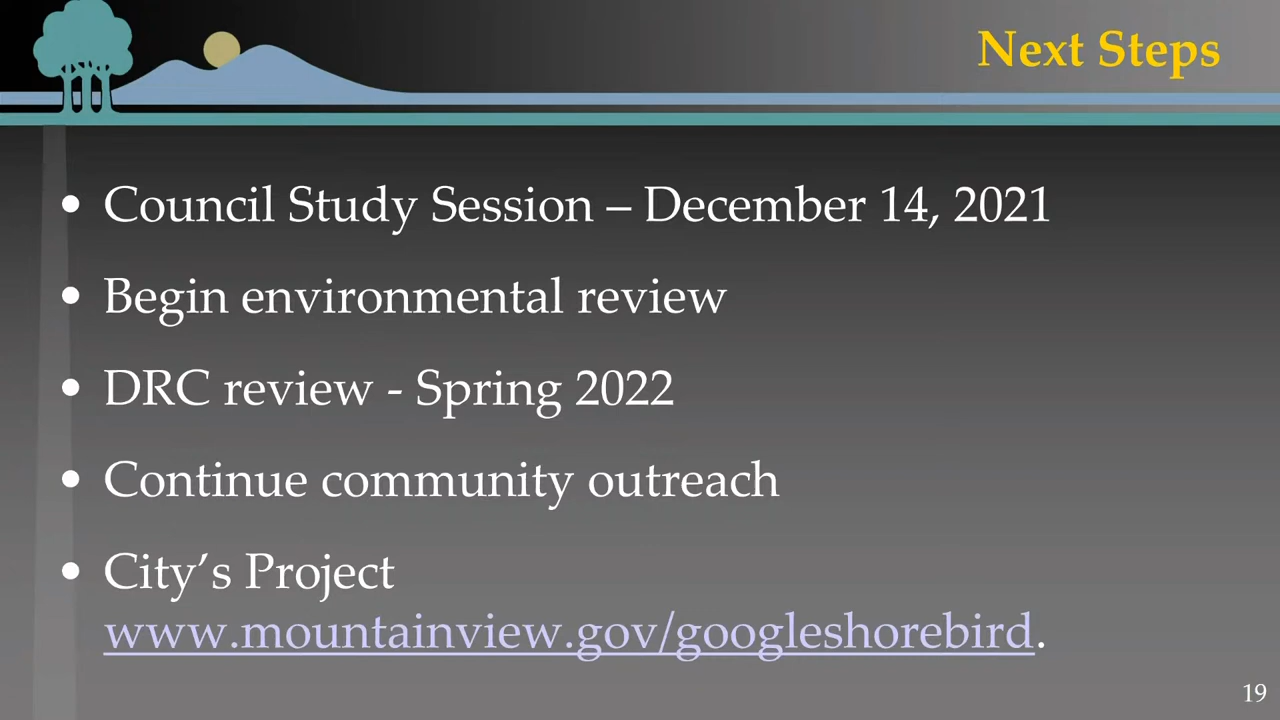 Next Steps
• Council Study Session – December 14, 2021
• Begin environmental review
• DRC review - Spring 2022
• Continue community outreach
• City’s Project
www.mountainview.gov/googleshorebird.
19